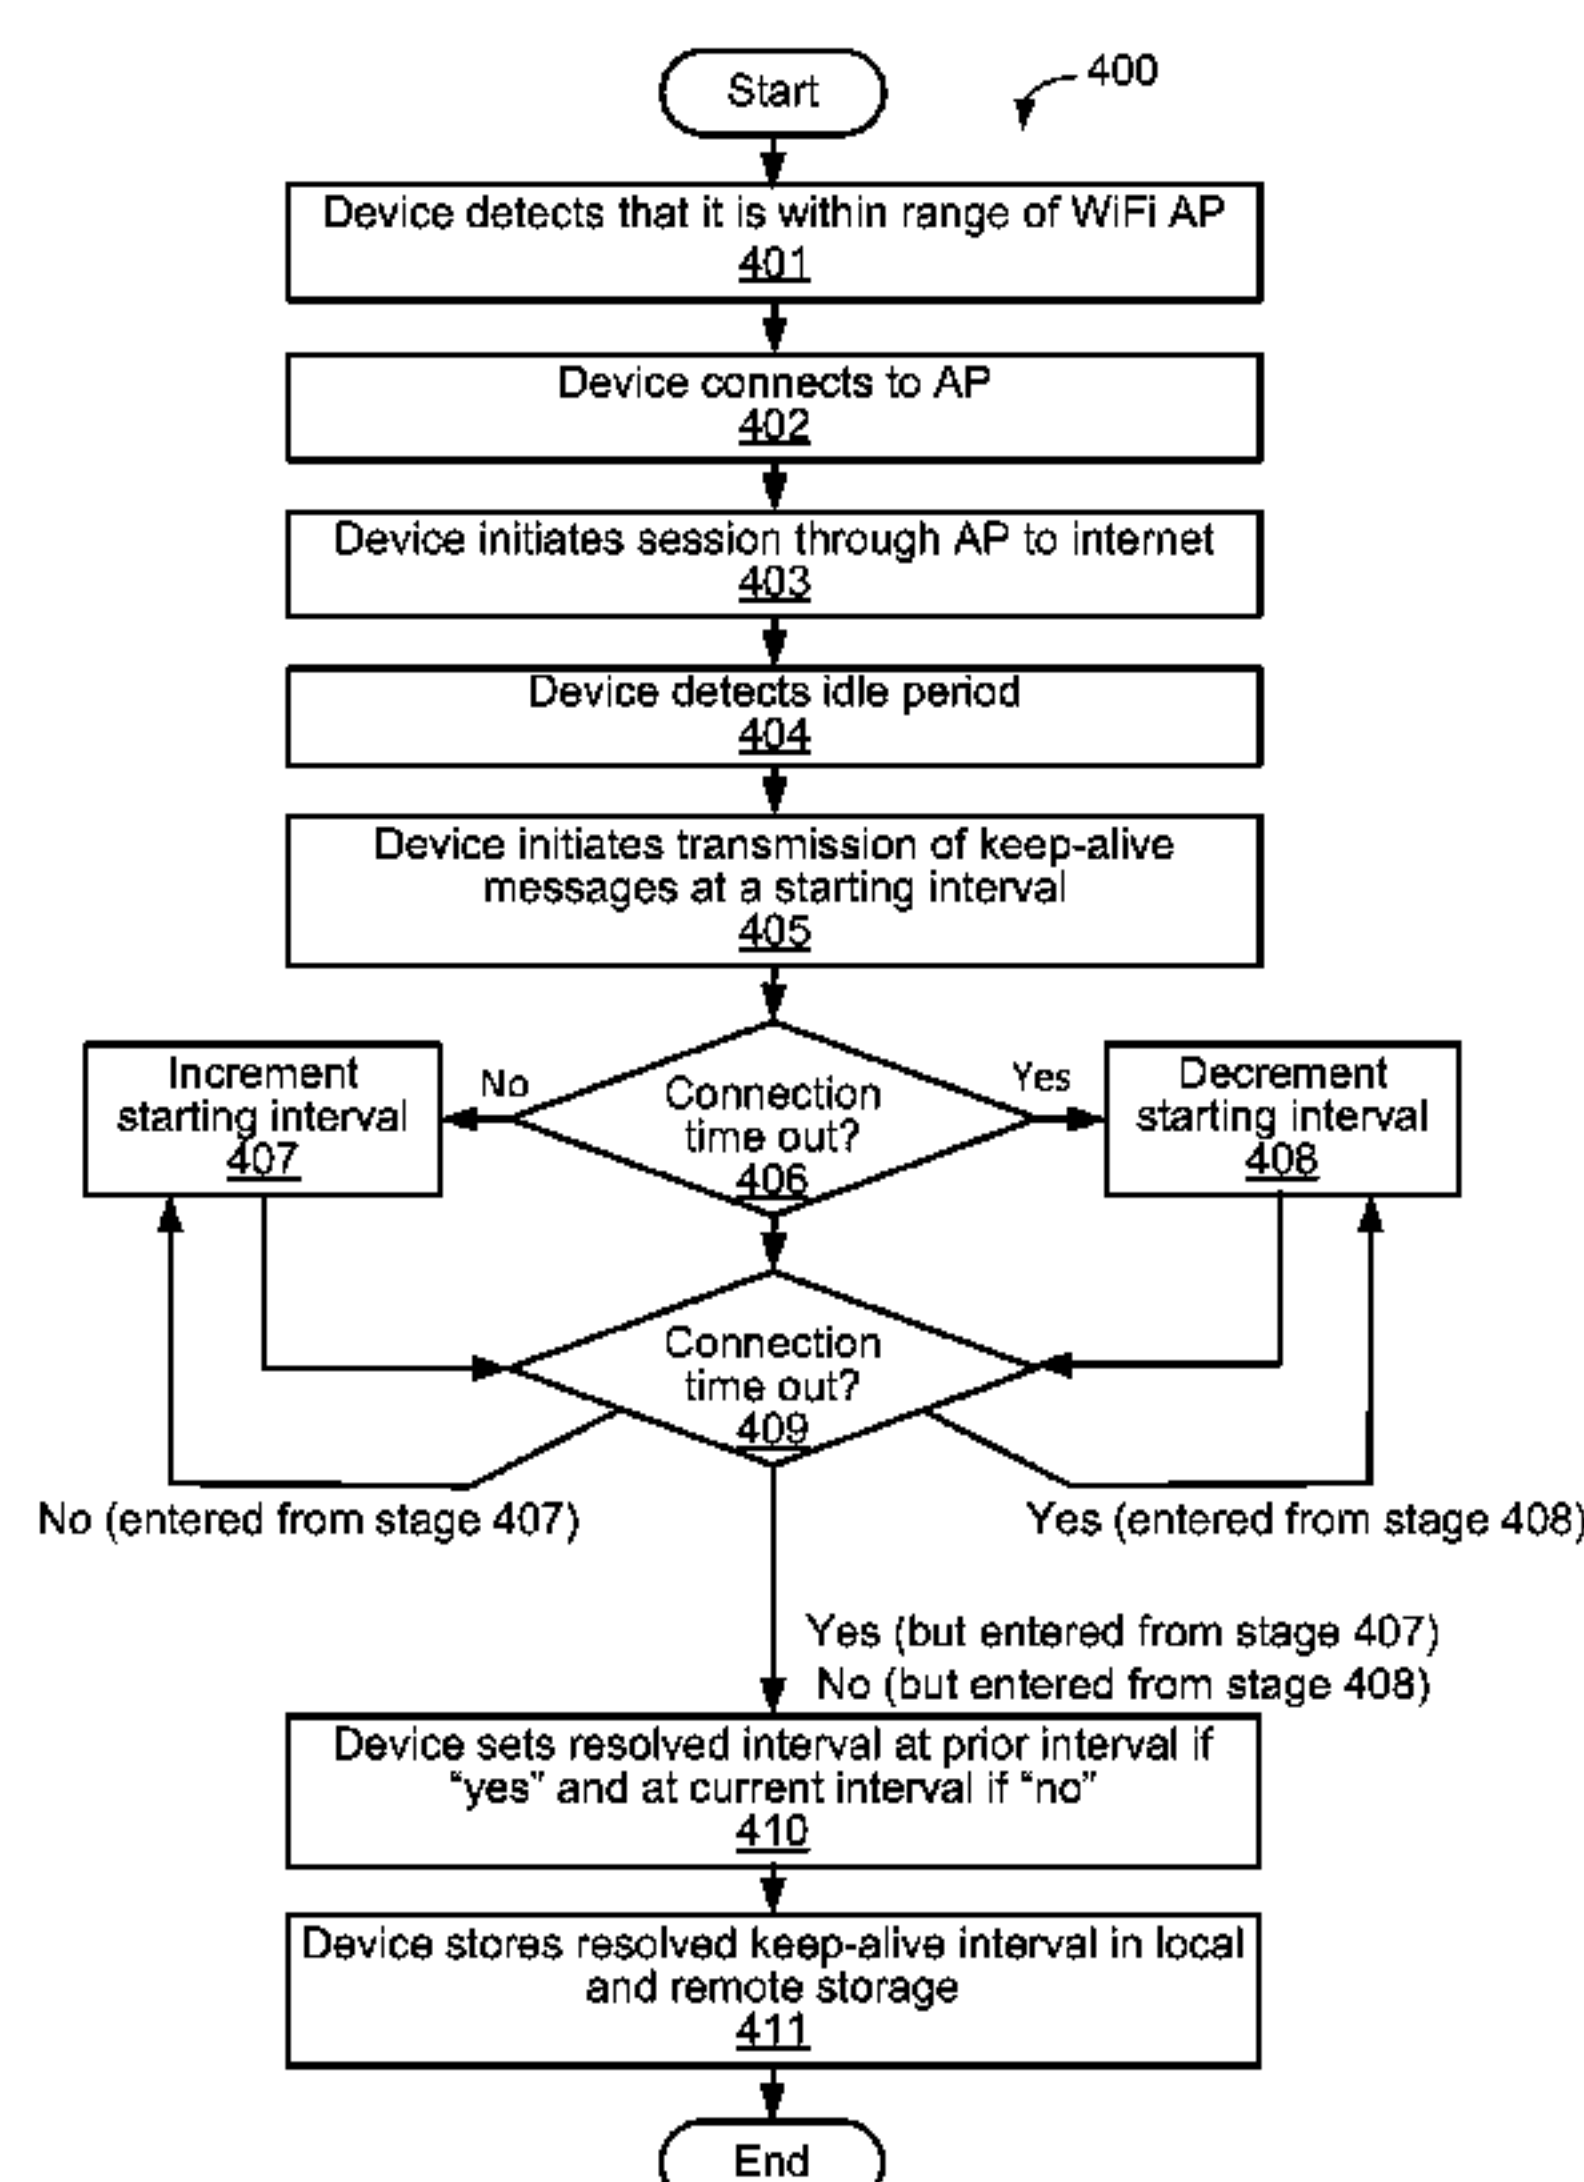 Start
400
Device detects that it is within range of WiFi AP
401
Device connects to AP
402
Device initiates session through AP to internet
403
Device detects idle period
404
Device initiates transmission of keep-alive
messages at a starting interval
405
Increment
starting interval
407
No
Connection
time out?
406
Yes
Decrement
starting interval
408
Connection
time out?
409
No (entered from stage 407)
Yes (entered from stage 408)
Yes (but entered from stage 407)
No (but entered from stage 408)
Device sets resolved interval at prior interval if
“yes” and at current interval if “no”
410
Device stores resolved keep-alive interval in local
and remote storage
411
End